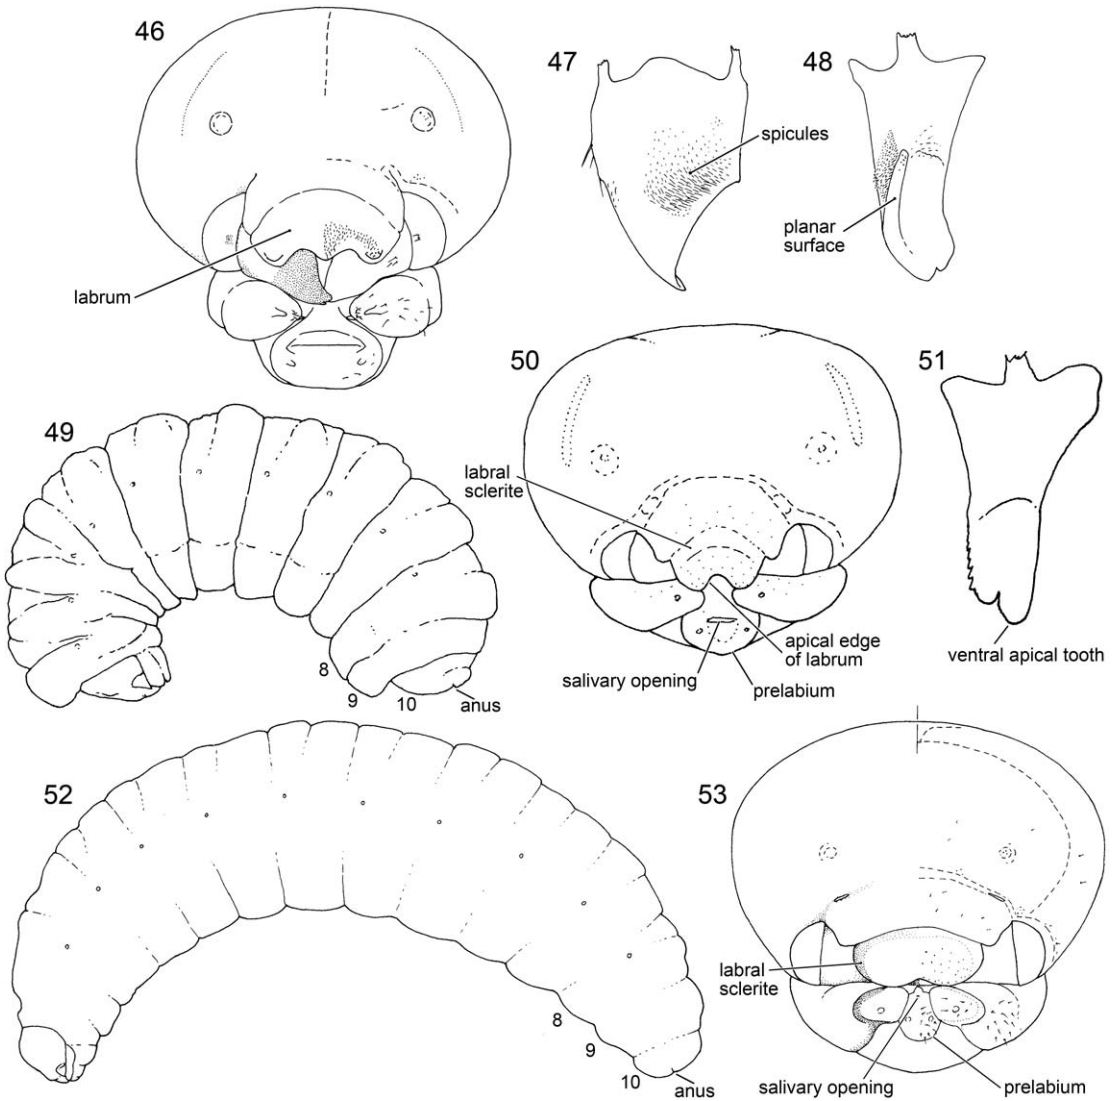 46
47
48
spicules
planar
surface
labrum
49
50
51
labral
sclerite
8
9
10
anus
salivary opening
apical edge
of labrum
prelabium
ventral apical tooth
52
53
labral
sclerite
8
9
10
anus
salivary opening
prelabium